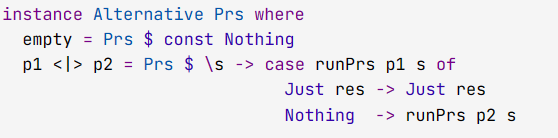 instance Alternative Prs where
  empty = Prs $ const Nothing
  p1 <|> p2 = Prs $ \s -> case runPrs p1 s of
                            Just res -> Just res
                            Nothing  -> runPrs p2 s